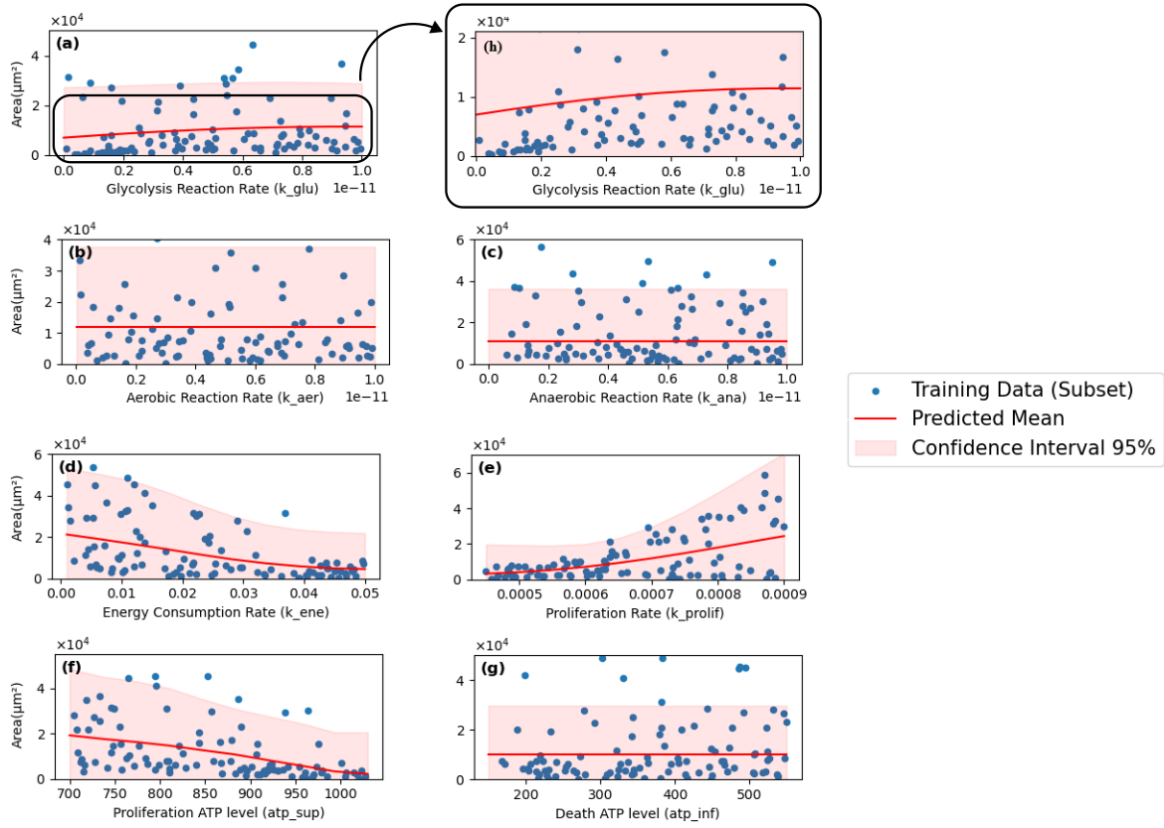 ×10⁴
(a)
Area(μm²)
4
2
0
0.0 0.2 0.4 0.6 0.8 1.0
Glycolysis Reaction Rate (k_glu) 1e−11
×10⁴
(h)
2
1
0
0.0 0.2 0.4 0.6 0.8 1.0
Glycolysis Reaction Rate (k_glu) 1e−11
×10⁴
(b)
Area(μm²)
4
3
2
1
0
0.0 0.2 0.4 0.6 0.8 1.0
Aerobic Reaction Rate (k_aer) 1e−11
×10⁴
(c)
6
4
2
0
0.0 0.2 0.4 0.6 0.8 1.0
Anaerobic Reaction Rate (k_ana) 1e−11
Training Data (Subset)
Predicted Mean
Confidence Interval 95%
×10⁴
(d)
Area(μm²)
6
4
2
0
0.00 0.01 0.02 0.03 0.04 0.05
Energy Consumption Rate (k_ene)
×10⁴
(e)
6
4
2
0
0.0005 0.0006 0.0007 0.0008 0.0009
Proliferation Rate (k_prolif)
×10⁴
(f)
Area(μm²)
4
2
0
700 750 800 850 900 950 1000
Proliferation ATP level (atp_sup)
×10⁴
(g)
4
2
0
200 300 400 500
Death ATP level (atp_inf)